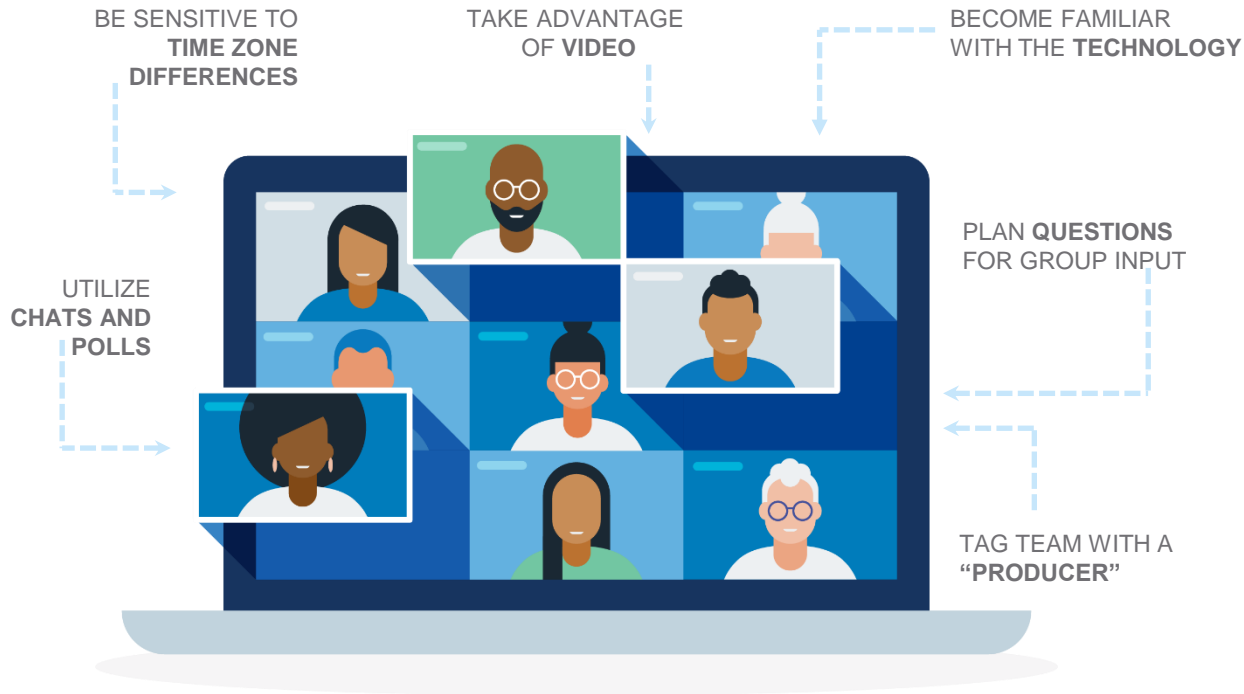 BE SENSITIVE TO
TIME ZONE
DIFFERENCES
TAKE ADVANTAGE
OF VIDEO
BECOME FAMILIAR
WITH THE TECHNOLOGY
PLAN QUESTIONS
FOR GROUP INPUT
UTILIZE
CHATS AND
POLLS
TAG TEAM WITH A
“PRODUCER”